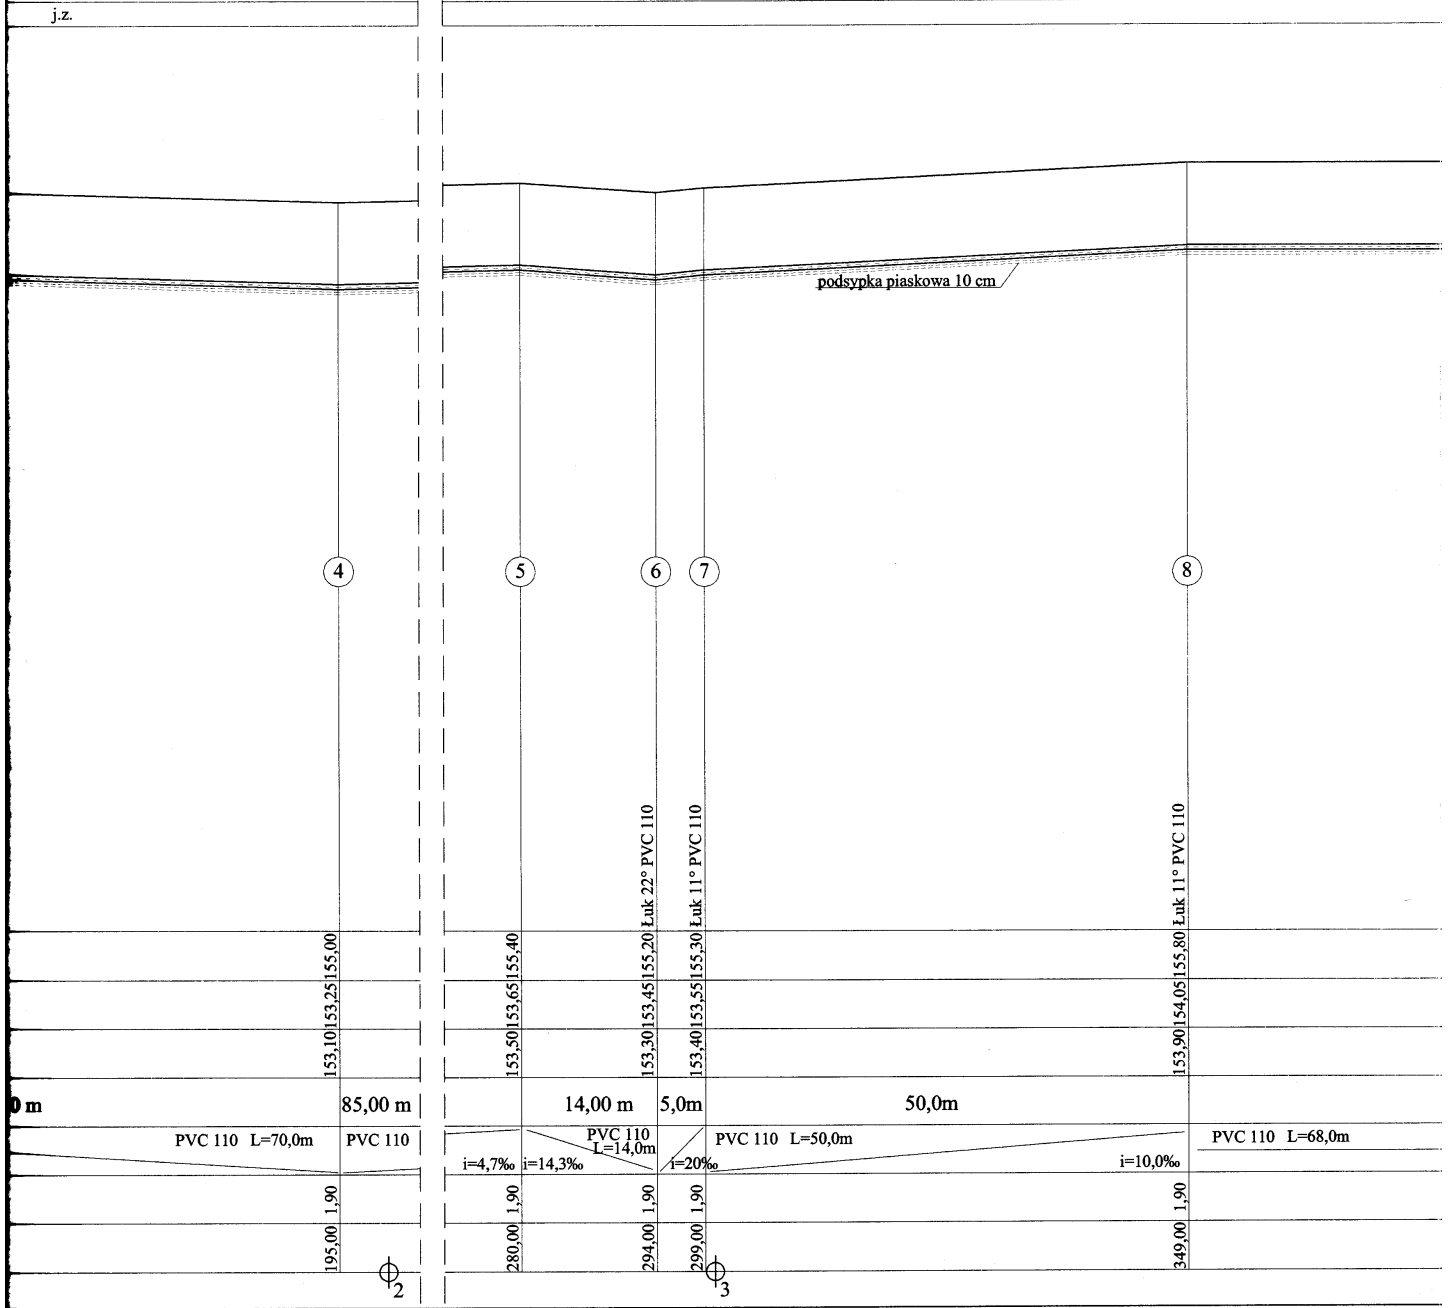 j.z.
podsypka piaskowa 10 cm
4
5
6
7
8
Łuk 22° PVC 110
Łuk 11° PVC 110
Łuk 11° PVC 110
155,00
155,40
155,20
155,30
155,80
153,25
153,65
153,45
153,55
154,05
153,10
153,50
153,30
153,40
153,90
0 m
85,00 m
14,00 m
5,0m
50,0m
PVC 110 L=70,0m
PVC 110
PVC 110
L=14,0m
PVC 110 L=50,0m
PVC 110 L=68,0m
i=4,7‰
i=14,3‰
i=20‰
i=10,0‰
1,90
1,90
1,90
1,90
1,90
195,00
280,00
294,00
299,00
349,00
2
3